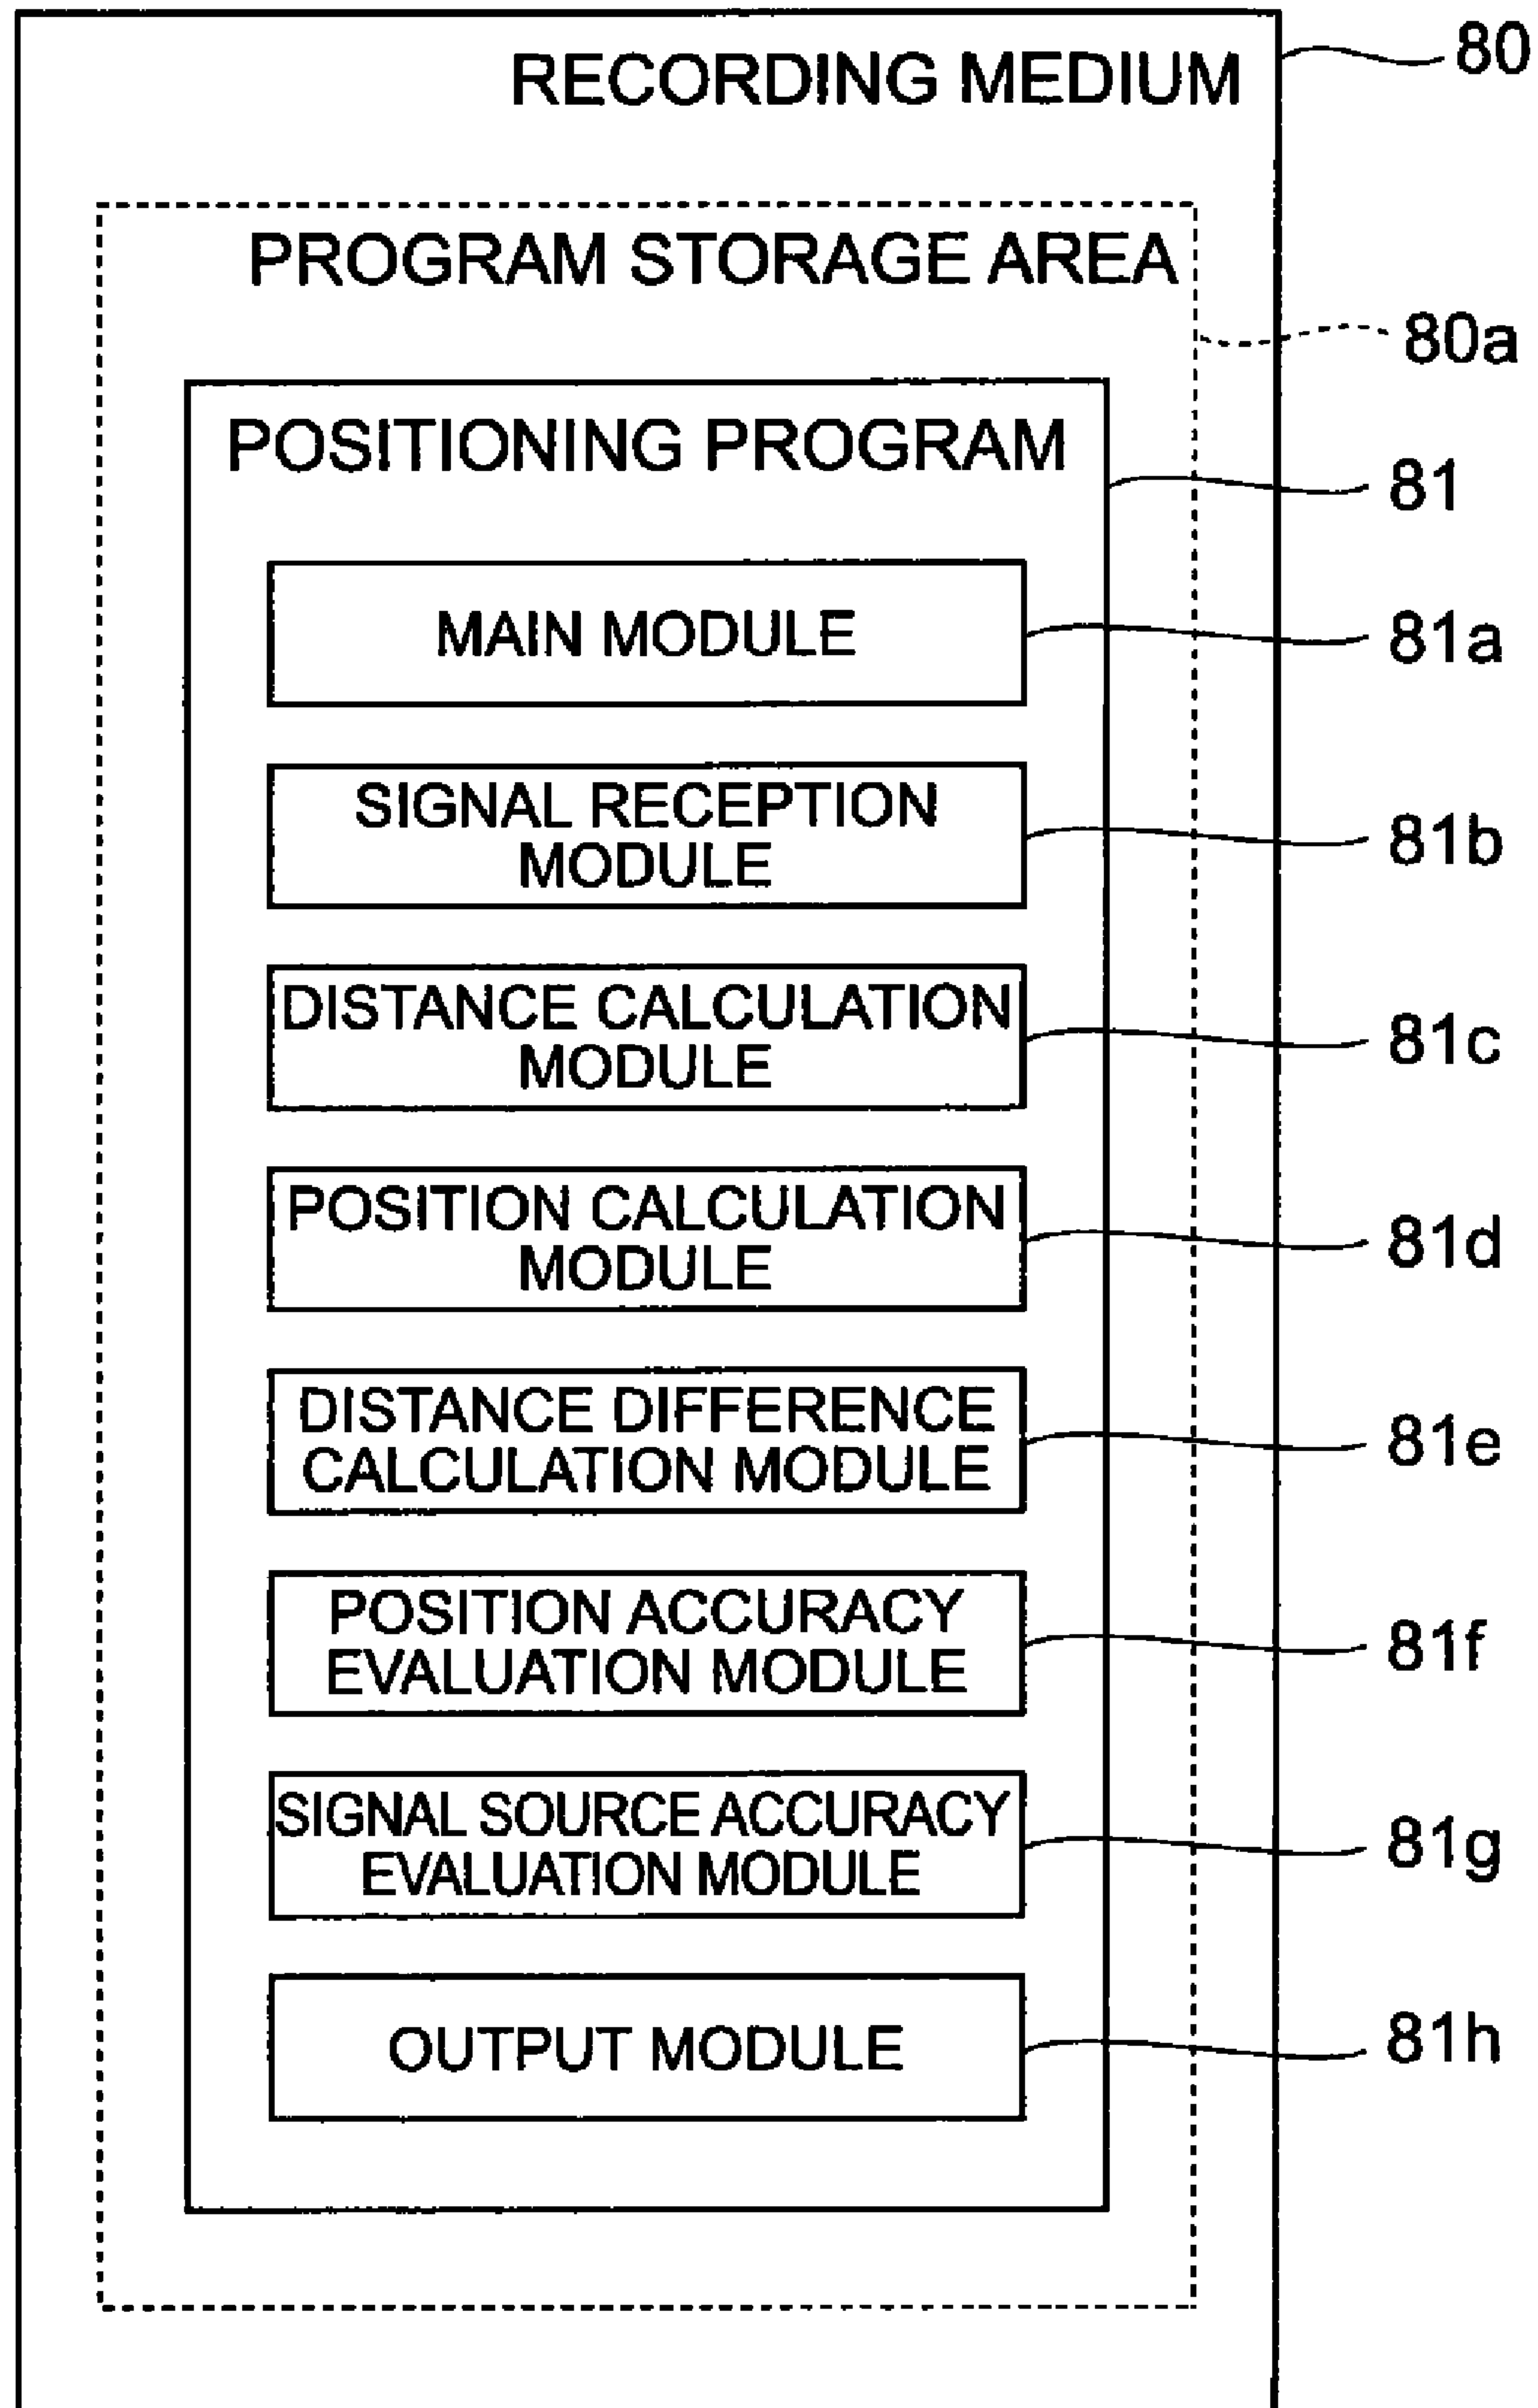 RECORDING MEDIUM
80
PROGRAM STORAGE AREA
80a
POSITIONING PROGRAM
81
MAIN MODULE
81a
SIGNAL RECEPTION
MODULE
81b
DISTANCE CALCULATION
MODULE
81c
POSITION CALCULATION
MODULE
81d
DISTANCE DIFFERENCE
CALCULATION MODULE
81e
POSITION ACCURACY
EVALUATION MODULE
81f
SIGNAL SOURCE ACCURACY
EVALUATION MODULE
81g
OUTPUT MODULE
81h